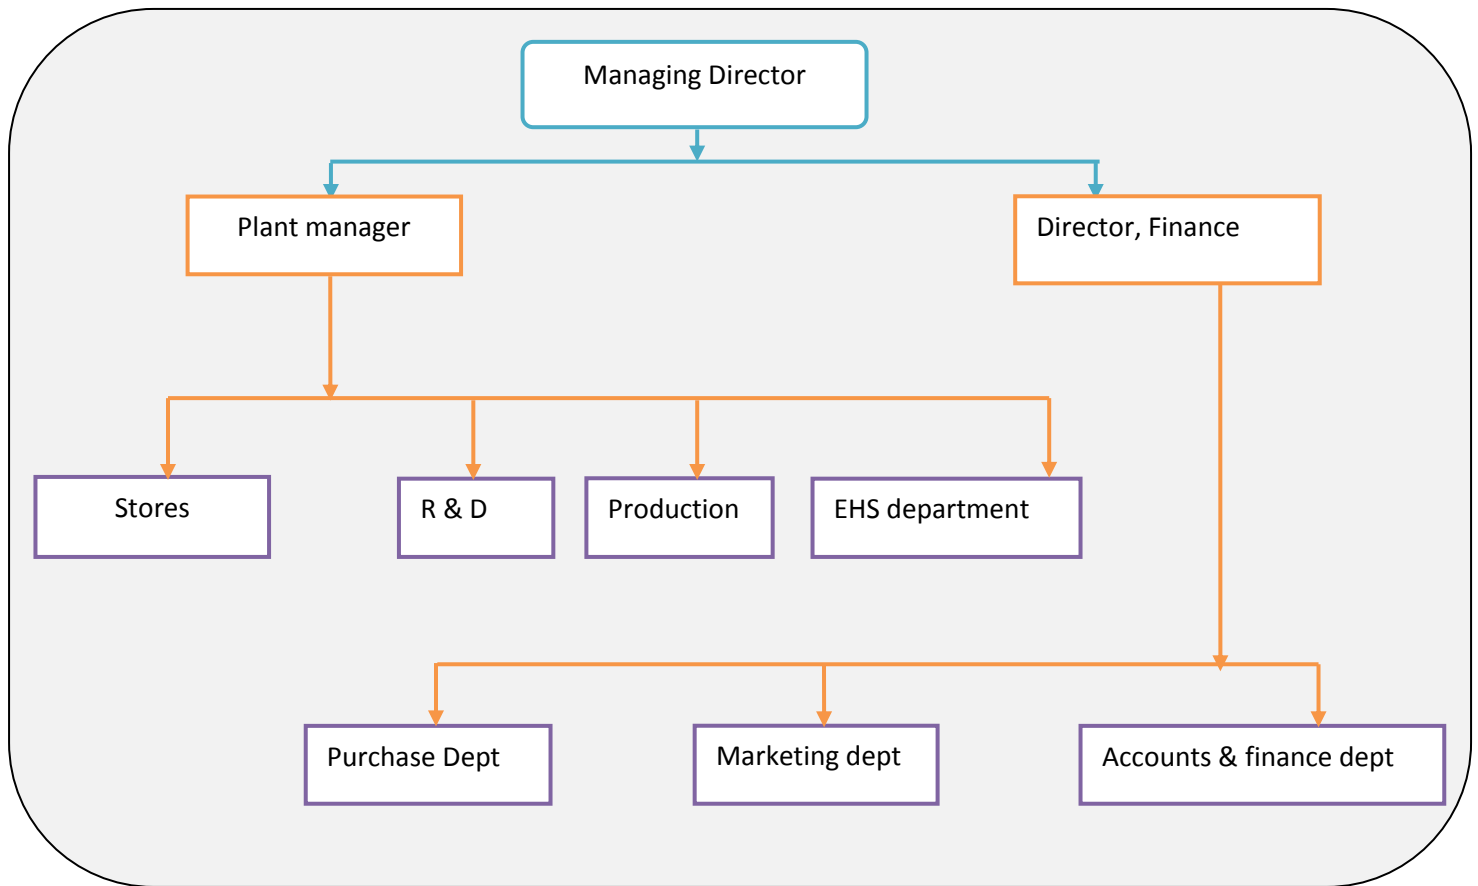 Managing Director
Plant manager
Director, Finance
Stores
R & D
Production
EHS department
Purchase Dept
Marketing dept
Accounts & finance dept